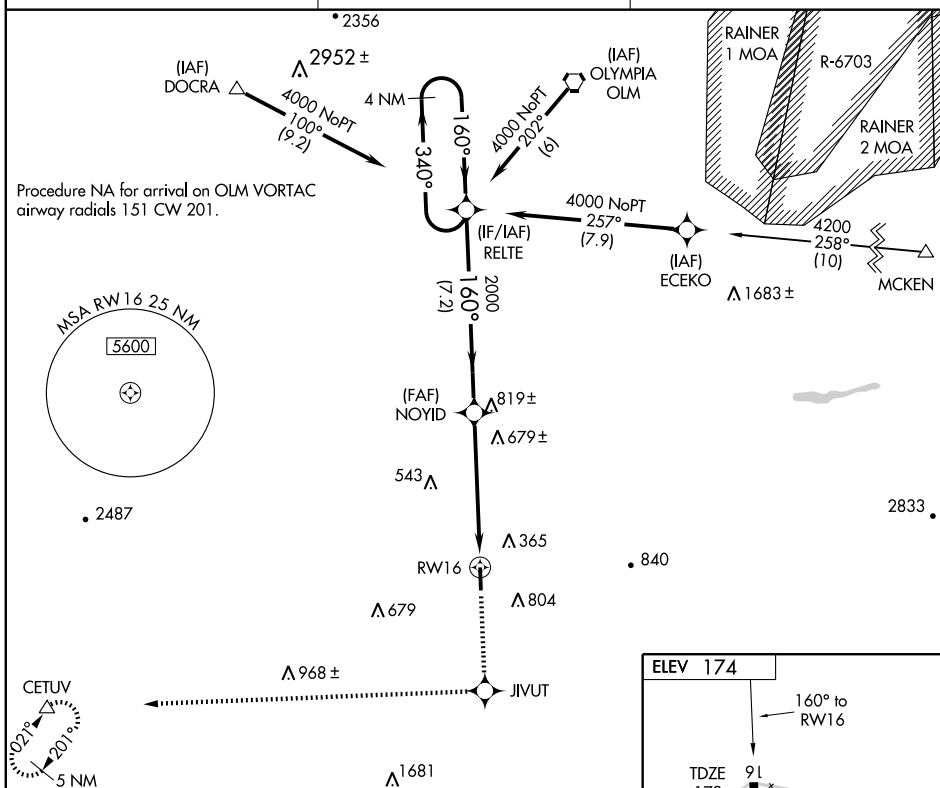 2356
(IAF)
DOCRA
2952 ±
4000 NoPT
100°
(9.2)
4 NM
340°
160°
(IAF)
OLYMPIA
OLM
4000 NoPT
202°
(6)
RAINER
1 MOA
R-6703
RAINER
2 MOA
Procedure NA for arrival on OLM VORTAC
airway radials 151 CW 201.
(IF/IAF)
RELTE
4000 NoPT
257°
(7.9)
(IAF)
ECEKO
4200
258°
(10)
MCKEN
1683 ±
2000
160°
(7.2)
MSA RW16 25 NM
5600
(FAF)
NOYID
819 ±
679 ±
543
2487
2833
365
RW16
840
679
804
968 ±
CETUV
JIVUT
021°
201°
5 NM
1681
ELEV 174
160° to
RW16
TDZE
16